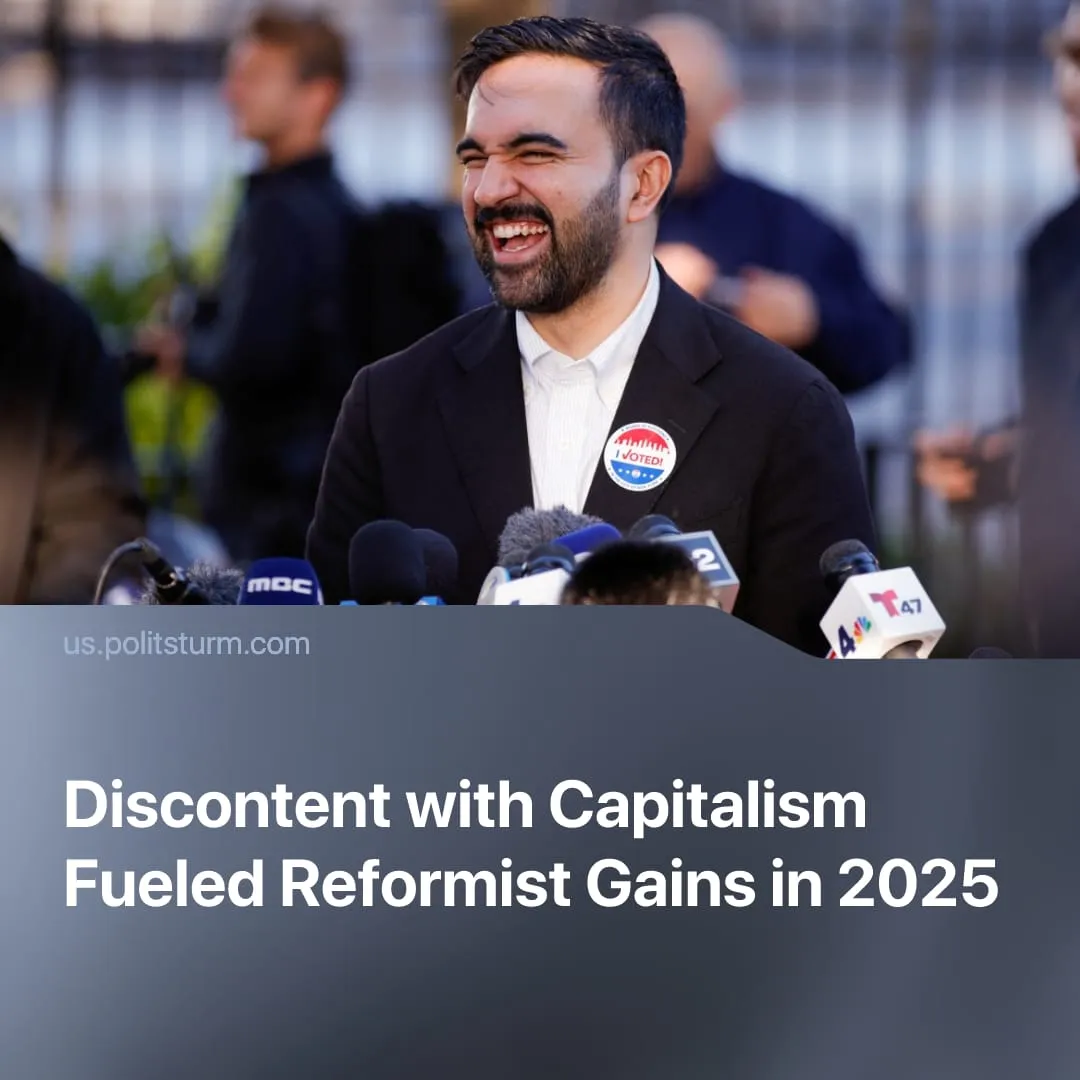 I VOTED!
mBC
2
4
T 47
us.politsturm.com
Discontent with Capitalism
Fueled Reformist Gains in 2025